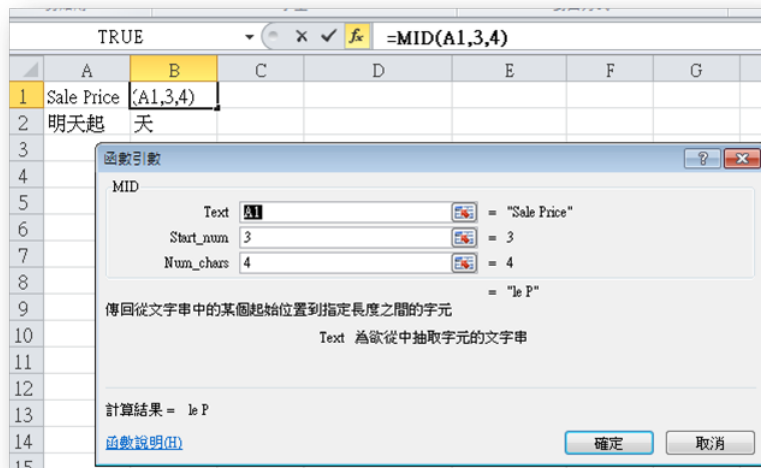 TRUE fx =MID(A1,3,4)
A B C D E F G
1 Sale Price (A1,3,4)
2 明天起 天
3
函數引數 ?
4
MID
5
Text A1 = "Sale Price"
6
Start_num 3 = 3
7
Num_chars 4 = 4
8
= "le P"
9
傳回從文字串中的某個起始位置到指定長度之間的字元
10
Text 為欲從中抽取字元的文字串
11
12
13
計算結果 = le P
14
函數說明(H) 確定 取消
15